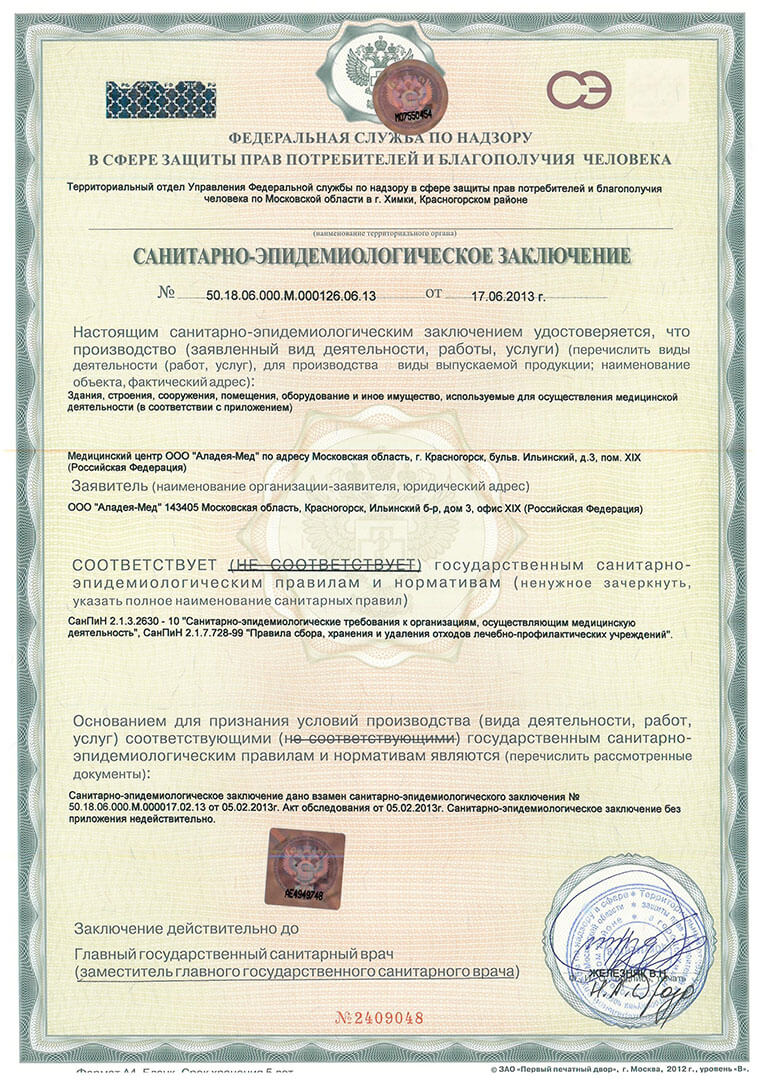 СЭ
М07550454
ФЕДЕРАЛЬНАЯ СЛУЖБА ПО НАДЗОРУ
В СФЕРЕ ЗАЩИТЫ ПРАВ ПОТРЕБИТЕЛЕЙ И БЛАГОПОЛУЧИЯ ЧЕЛОВЕКА
Территориальный отдел Управления Федеральной службы по надзору в сфере защиты прав потребителей и благополучия
человека по Московской области в г. Химки, Красногорском районе
(наименование территориального органа)
САНИТАРНО-ЭПИДЕМИОЛОГИЧЕСКОЕ ЗАКЛЮЧЕНИЕ
№ 50.18.06.000.М.000126.06.13 от 17.06.2013 г.
Настоящим санитарно-эпидемиологическим заключением удостоверяется, что
производство (заявленный вид деятельности, работы, услуги) (перечислить виды
деятельности (работ, услуг), для производства виды выпускаемой продукции; наименование
объекта, фактический адрес):
Здания, строения, сооружения, помещения, оборудование и иное имущество, используемые для осуществления медицинской
деятельности (в соответствии с приложением)
Медицинский центр ООО "Аладея-Мед" по адресу Московская область, г. Красногорск, бульв. Ильинский, д.3, пом. XIX
(Российская Федерация)
Заявитель (наименование организации-заявителя, юридический адрес)
ООО "Аладея-Мед" 143405 Московская область, Красногорск, Ильинский б-р, дом 3, офис XIX (Российская Федерация)
СООТВЕТСТВУЕТ (НЕ СООТВЕТСТВУЕТ) государственным санитарно-
эпидемиологическим правилам и нормативам (ненужное зачеркнуть,
указать полное наименование санитарных правил)
СанПиН 2.1.3.2630 - 10 "Санитарно-эпидемиологические требования к организациям, осуществляющим медицинскую
деятельность", СанПиН 2.1.7.728-99 "Правила сбора, хранения и удаления отходов лечебно-профилактических учреждений".
Основанием для признания условий производства (вида деятельности, работ,
услуг) соответствующими (не соответствующими) государственным санитарно-
эпидемиологическим правилам и нормативам являются (перечислить рассмотренные
документы):
Санитарно-эпидемиологическое заключение дано взамен санитарно-эпидемиологического заключения №
50.18.06.000.М.000017.02.13 от 05.02.2013г. Акт обследования от 05.02.2013г. Санитарно-эпидемиологическое заключение без
приложения недействительно.
АЕ4949748
Заключение действительно до
Главный государственный санитарный врач
(заместитель главного государственного санитарного врача)
ЖЕЛЕЗНЯК В.Н.
№2409048
Формат А4. Бланк. Срок хранения 5 лет.
© ЗАО «Первый печатный двор», г. Москва, 2012 г., уровень «В».